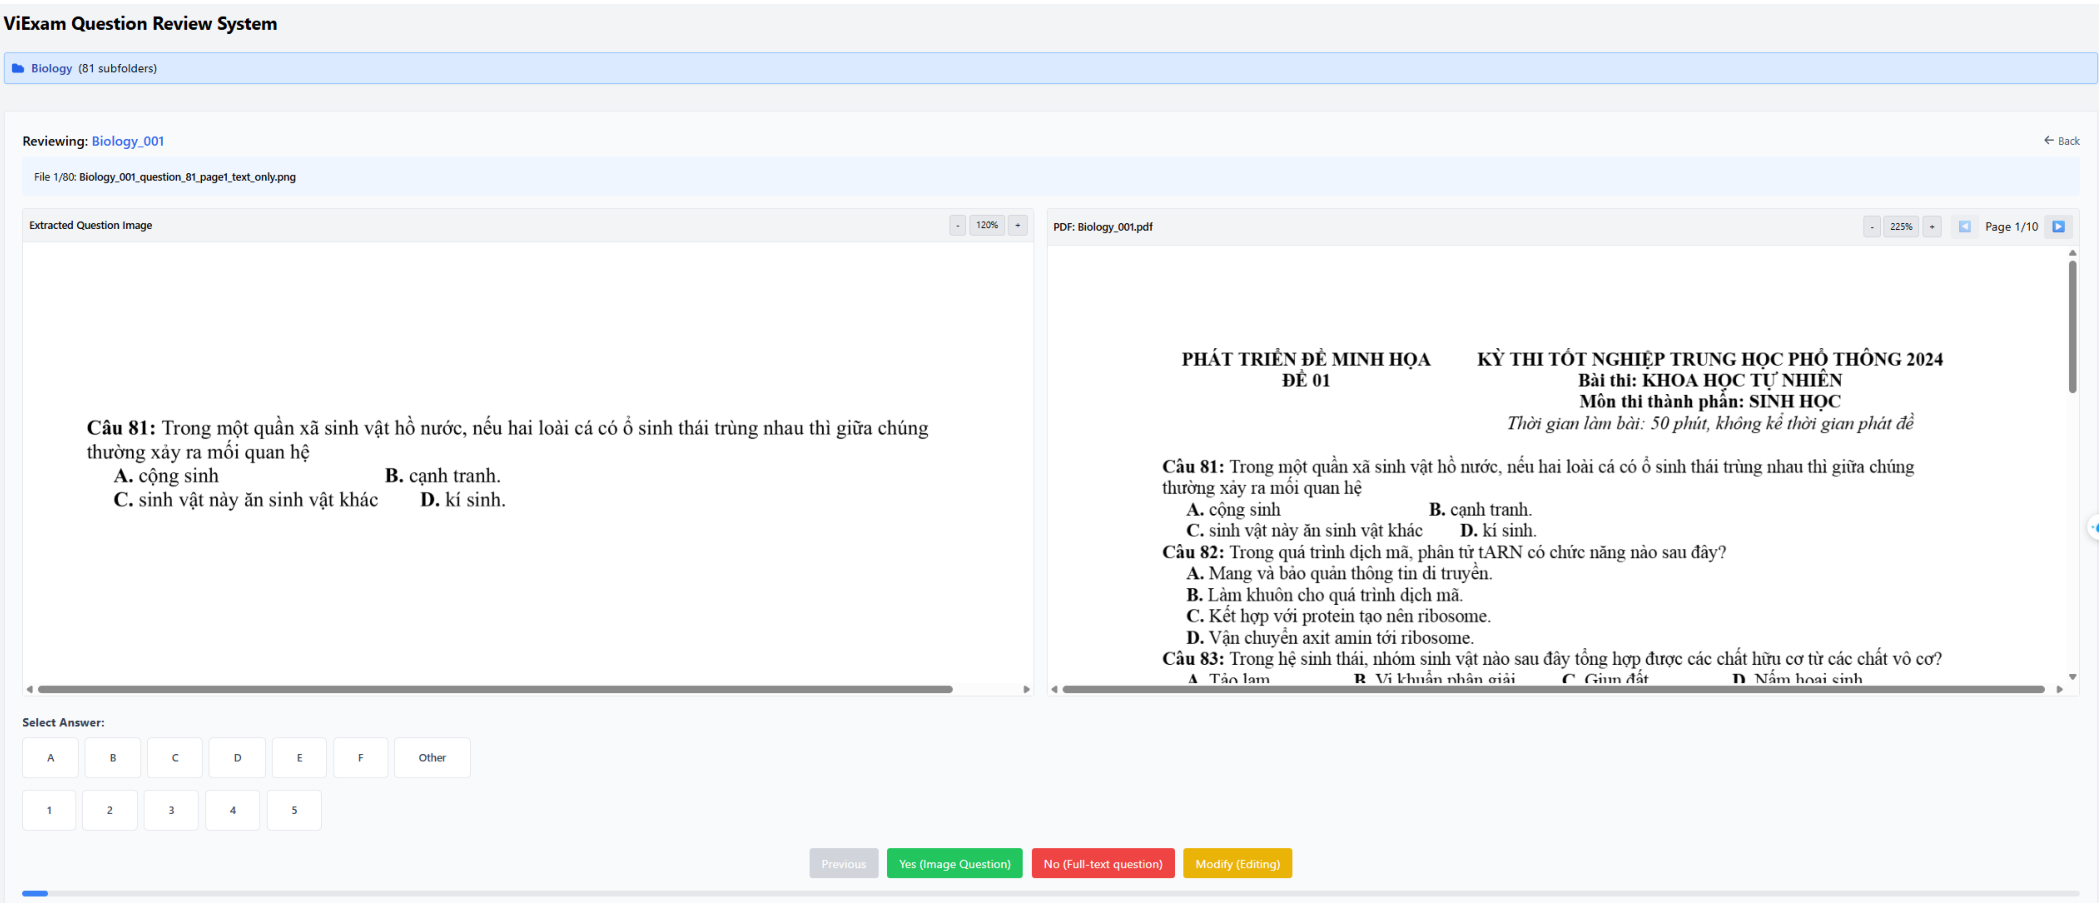 ViExam Question Review System
Biology (81 subfolders)
Reviewing: Biology_001
← Back
File 1/80: Biology_001_question_81_page1_text_only.png
Extracted Question Image
- 120% +
PDF: Biology_001.pdf
- 225% + Page 1/10
Câu 81: Trong một quần xã sinh vật hồ nước, nếu hai loài cá có ổ sinh thái trùng nhau thì giữa chúng
thường xảy ra mối quan hệ
A. cộng sinh B. cạnh tranh.
C. sinh vật này ăn sinh vật khác D. kí sinh.
PHÁT TRIỂN ĐỀ MINH HỌA
ĐỀ 01
KỲ THI TỐT NGHIỆP TRUNG HỌC PHỔ THÔNG 2024
Bài thi: KHOA HỌC TỰ NHIÊN
Môn thi thành phần: SINH HỌC
Thời gian làm bài: 50 phút, không kể thời gian phát đề
Câu 81: Trong một quần xã sinh vật hồ nước, nếu hai loài cá có ổ sinh thái trùng nhau thì giữa chúng
thường xảy ra mối quan hệ
A. cộng sinh B. cạnh tranh.
C. sinh vật này ăn sinh vật khác D. kí sinh.
Câu 82: Trong quá trình dịch mã, phân tử tARN có chức năng nào sau đây?
A. Mang và bảo quản thông tin di truyền.
B. Làm khuôn cho quá trình dịch mã.
C. Kết hợp với protein tạo nên ribosome.
D. Vận chuyển axit amin tới ribosome.
Câu 83: Trong hệ sinh thái, nhóm sinh vật nào sau đây tổng hợp được các chất hữu cơ từ các chất vô cơ?
A. Tảo lam B. Vi khuẩn phân giải C. Giun đất D. Nấm hoại sinh
Select Answer:
A B C D E F Other
1 2 3 4 5
Previous Yes (Image Question) No (Full-text question) Modify (Editing)